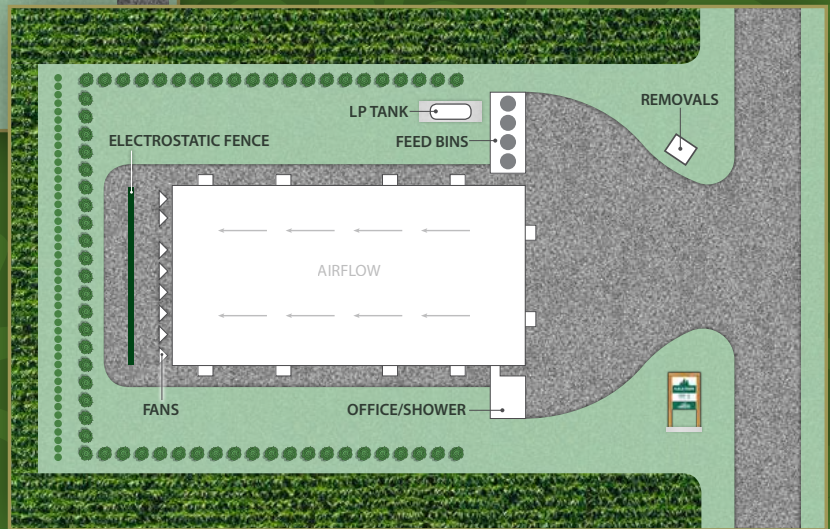 REMOVALS
LP TANK
ELECTROSTATIC FENCE
FEED BINS
AIRFLOW
FANS
OFFICE/SHOWER